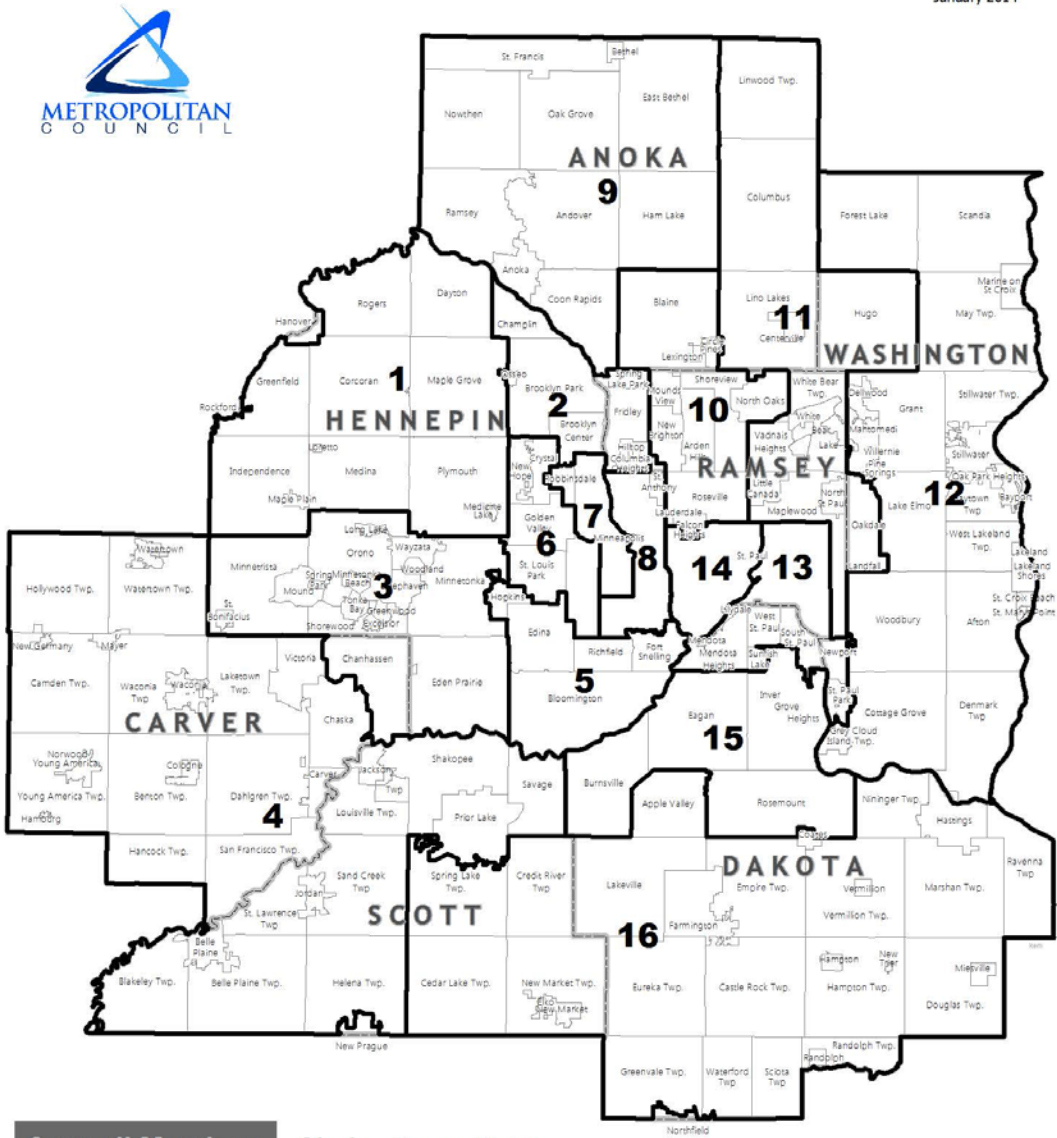 METROPOLITAN
COUNCIL
St. Francis
Bethel
Linwood Twp.
Nowthen
Oak Grove
East Bethel
ANOKA
9
Ramsey
Andover
Ham Lake
Columbus
Forest Lake
Scandia
Anoka
Coon Rapids
Blaine
Lino Lakes
11
Centerville
Hugo
Marine on
St Croix
May Twp.
WASHINGTON
Rogers
Dayton
Hanover
Champlin
Lexington
Circle
Pines
Greenfield
Corcoran
1
Maple Grove
Osseo
Brooklyn Park
2
Brooklyn
Center
HENNEPIN
Spring
Lake Park
Fridley
Mounds
View
Shoreview
10
North Oaks
New
Brighton
Arden
Hills
White Bear
Twp.
White
Bear
Lake
Vadnais
Heights
RAMSEY
Dellwood
Grant
Mahtomedi
Willernie
Pine
Springs
Stillwater Twp.
Stillwater
Oak Park Heights
12
Baytown
Twp
Bayport
Lake Elmo
Rockford
Loretto
Independence
Medina
Plymouth
Maple Plain
Medicine
Lake
Crystal
New
Hope
Robbinsdale
Hilltop
Columbia
Heights
St.
Anthony
Golden
Valley
7
6
Minneapolis
8
St. Louis
Park
Lauderdale
Falcon
Heights
Roseville
Little
Canada
Maplewood
North
St Paul
Oakdale
Landfall
14
St. Paul
13
West Lakeland
Twp.
Lakeland
Lakeland
Shores
St. Croix Beach
St. Marys Point
Woodbury
Afton
Long Lake
Orono
Wayzata
Woodland
Minnetrista
3
Minnetonka
Spring
Park
Minnetonka
Beach
Mound
Tonka
Bay
Deephaven
Greenwood
Excelsior
Shorewood
St.
Bonifacius
Hopkins
Edina
Richfield
Fort
Snelling
5
Bloomington
Lilydale
Mendota
Mendota
Heights
West
St. Paul
South
St. Paul
Sunfish
Lake
Newport
St. Paul
Park
Inver
Grove
Heights
Grey Cloud
Island Twp.
Cottage Grove
Denmark
Twp
Watertown
Hollywood Twp.
Watertown Twp.
New Germany
Mayer
Camden Twp.
Waconia
Twp
Waconia
Laketown
Twp.
Victoria
Chanhassen
Eden Prairie
CARVER
Chaska
Norwood
Young America
Young America Twp.
Cologne
Benton Twp.
Dahlgren Twp.
Carver
Hamburg
4
Hancock Twp.
San Francisco Twp.
Jackson
Twp
Louisville Twp.
Shakopee
Prior Lake
Savage
Burnsville
Eagan
15
Apple Valley
Rosemount
Coates
Nininger Twp.
Hastings
Ravenna
Twp
DAKOTA
Jordan
Sand Creek
Twp
St. Lawrence
Twp
Spring Lake
Twp.
Credit River
Twp
SCOTT
Belle
Plaine
Blakeley Twp.
Belle Plaine Twp.
Helena Twp.
Cedar Lake Twp.
New Market Twp.
Elko
New Market
New Prague
Lakeville
16
Farmington
Empire Twp.
Vermillion
Vermillion Twp.
Marshan Twp.
Eureka Twp.
Castle Rock Twp.
Hampton
New
Trier
Hampton Twp.
Miesville
Douglas Twp.
Greenvale Twp.
Waterford
Twp
Sciota
Twp
Randolph
Randolph Twp.
Northfield